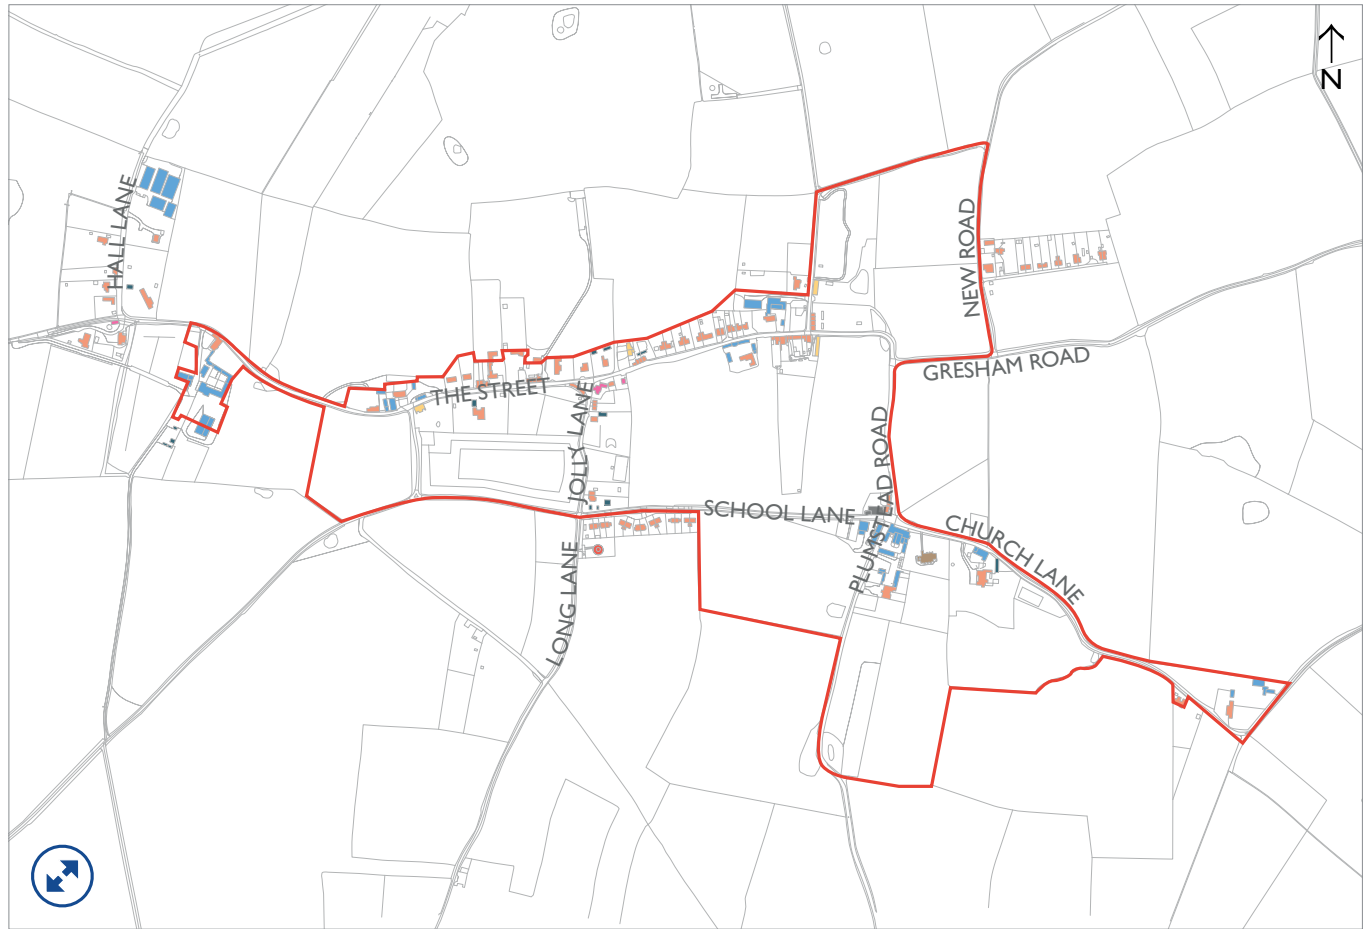 N
HALL LANE
NEW ROAD
GRESHAM ROAD
THE STREET
JOLLY LANE
PLUMSTEAD ROAD
SCHOOL LANE
CHURCH LANE
LONG LANE